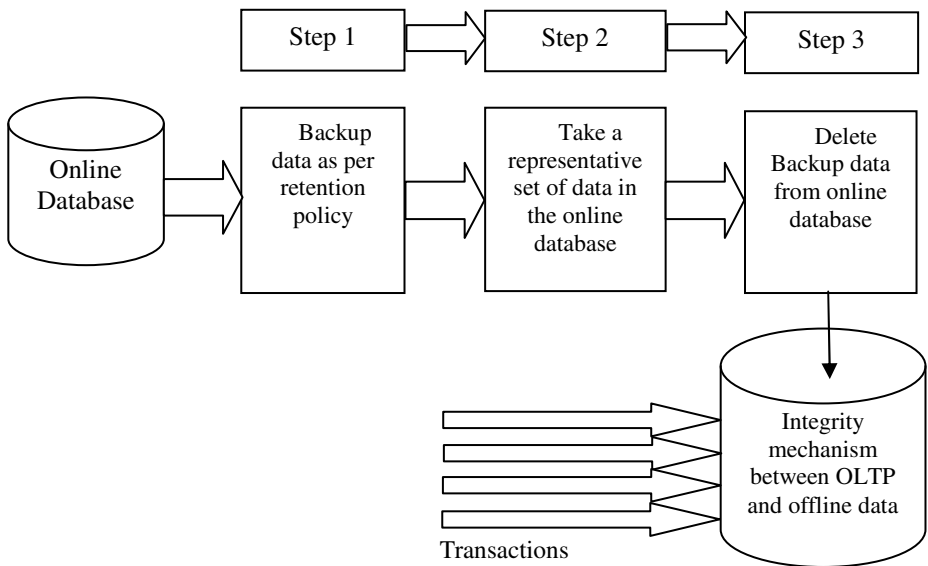 Step 1
Step 2
Step 3
Online
Database
Backup
data as per
retention
policy
Take a
representative
set of data in
the online
database
Delete
Backup data
from online
database
Integrity
mechanism
between OLTP
and offline data
Transactions